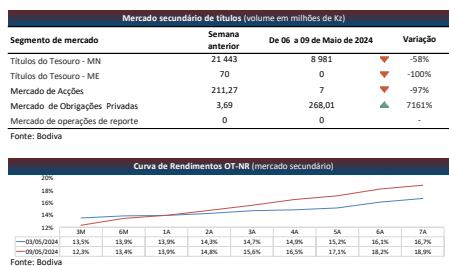 Mercado secundário de títulos (volume em milhões de Kz)
Segmento de mercado Semana anterior De 06 a 09 de Maio de 2024 Variação
Títulos do Tesouro - MN 21 443 8 981 -58%
Títulos do Tesouro - ME 70 0 -100%
Mercado de Acções 211,27 7 -97%
Mercado de Obrigações Privadas 3,69 268,01 7161%
Mercado de operações de reporte 0 0 -
Fonte: Bodiva
Curva de Rendimentos OT-NR (mercado secundário)
20%
18%
16%
14%
12%
3M 6M 1A 2A 3A 4A 5A 6A 7A
03/05/2024 13,5% 13,9% 13,9% 14,3% 14,7% 14,9% 15,2% 16,1% 16,7%
09/05/2024 12,3% 13,4% 13,9% 14,8% 15,6% 16,5% 17,1% 18,2% 18,9%
Fonte: Bodiva